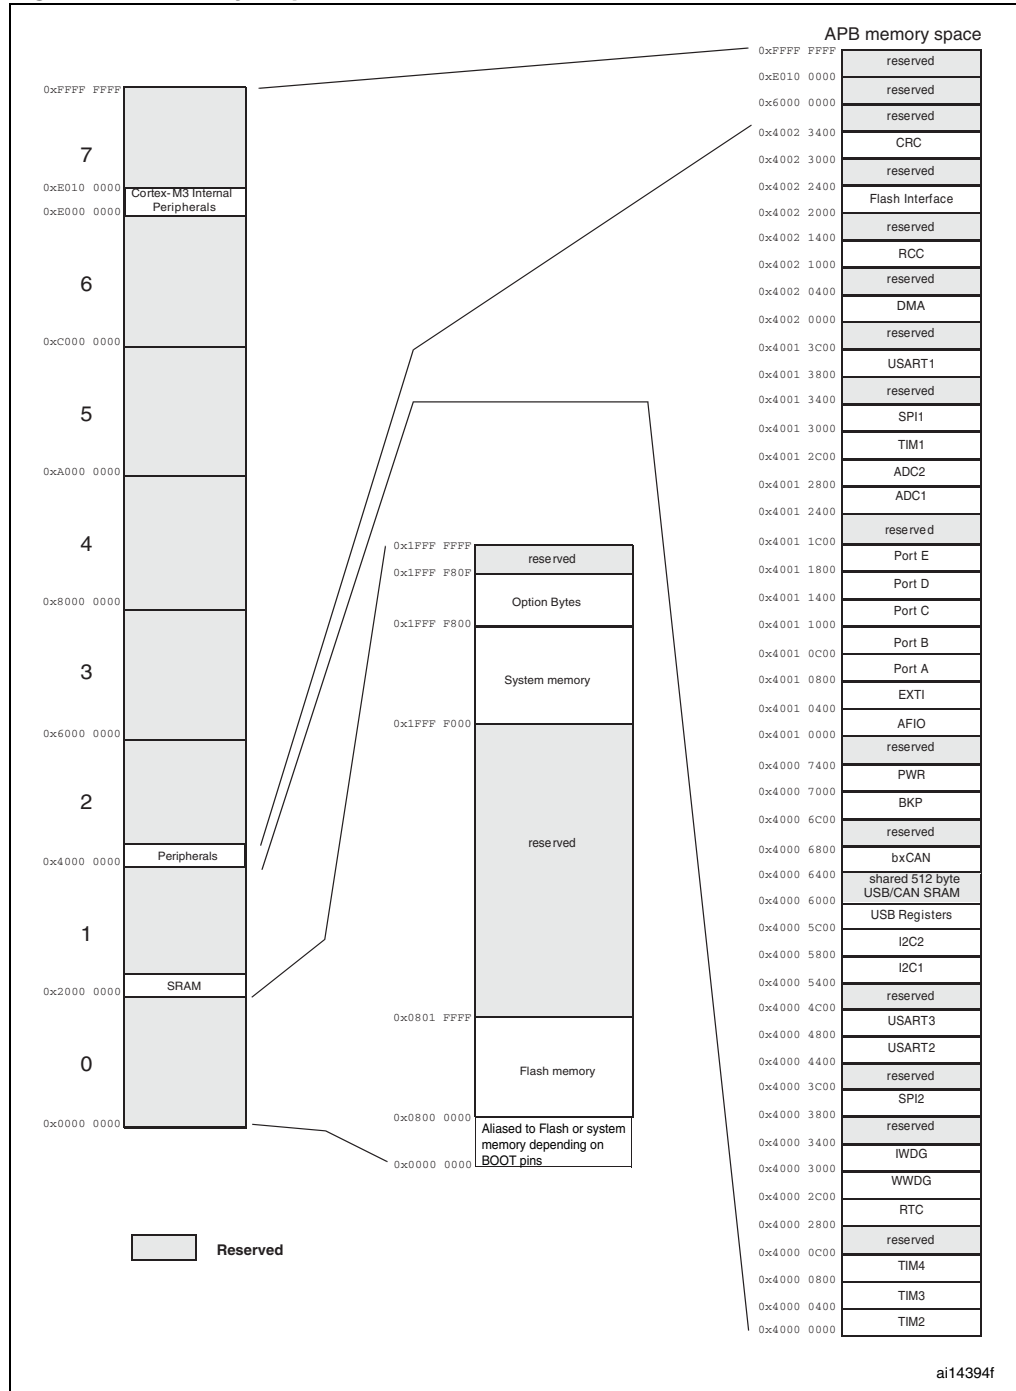 APB memory space
0xFFFF FFFF
reserved
0xE010 0000
reserved
0x6000 0000
reserved
0x4002 3400
CRC
0x4002 3000
reserved
0x4002 2400
Flash Interface
0x4002 2000
reserved
0x4002 1400
RCC
0x4002 1000
reserved
0x4002 0400
DMA
0x4002 0000
reserved
0x4001 3C00
USART1
0x4001 3800
reserved
0x4001 3400
SPI1
0x4001 3000
TIM1
0x4001 2C00
ADC2
0x4001 2800
ADC1
0x4001 2400
reserved
0x4001 1C00
Port E
0x4001 1800
Port D
0x4001 1400
Port C
0x4001 1000
Port B
0x4001 0C00
Port A
0x4001 0800
EXTI
0x4001 0400
AFIO
0x4001 0000
reserved
0x4000 7400
PWR
0x4000 7000
BKP
0x4000 6C00
reserved
0x4000 6800
bxCAN
0x4000 6400
shared 512 byte
USB/CAN SRAM
0x4000 6000
USB Registers
0x4000 5C00
I2C2
0x4000 5800
I2C1
0x4000 5400
reserved
0x4000 4C00
USART3
0x4000 4800
USART2
0x4000 4400
reserved
0x4000 3C00
SPI2
0x4000 3800
reserved
0x4000 3400
IWDG
0x4000 3000
WWDG
0x4000 2C00
RTC
0x4000 2800
reserved
0x4000 0C00
TIM4
0x4000 0800
TIM3
0x4000 0400
TIM2
0x4000 0000
0xFFFF FFFF
7
0xE010 0000
Cortex-M3 Internal
Peripherals
0xE000 0000
6
0xC000 0000
5
0xA000 0000
4
0x8000 0000
3
0x6000 0000
2
Peripherals
0x4000 0000
1
SRAM
0x2000 0000
0
0x0000 0000
0x1FFF FFFF
reserved
0x1FFF F80F
Option Bytes
0x1FFF F800
System memory
0x1FFF F000
reserved
0x0801 FFFF
Flash memory
0x0800 0000
Aliased to Flash or system
memory depending on
BOOT pins
0x0000 0000
Reserved
ai14394f